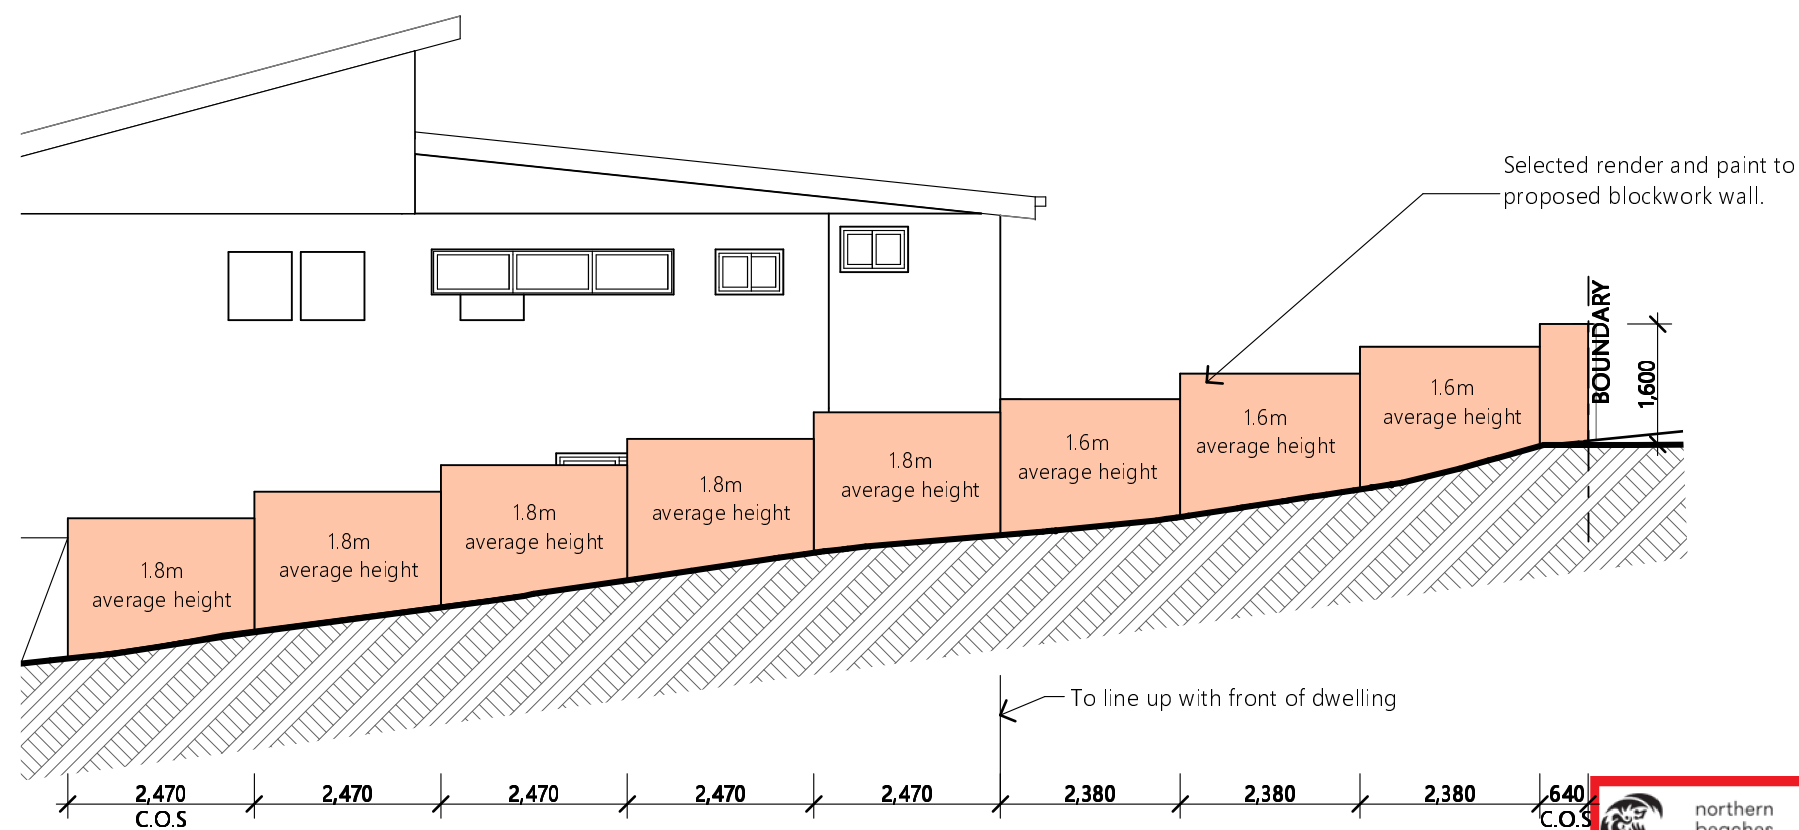 Selected render and paint to
proposed blockwork wall.
BOUNDARY
1,600
1.6m
average height
1.6m
average height
1.6m
average height
1.8m
average height
1.8m
average height
1.8m
average height
1.8m
average height
1.8m
average height
To line up with front of dwelling
2,470 2,470 2,470 2,470 2,470 2,380 2,380 2,380 640
C.O.S C.O.S
northern
beaches